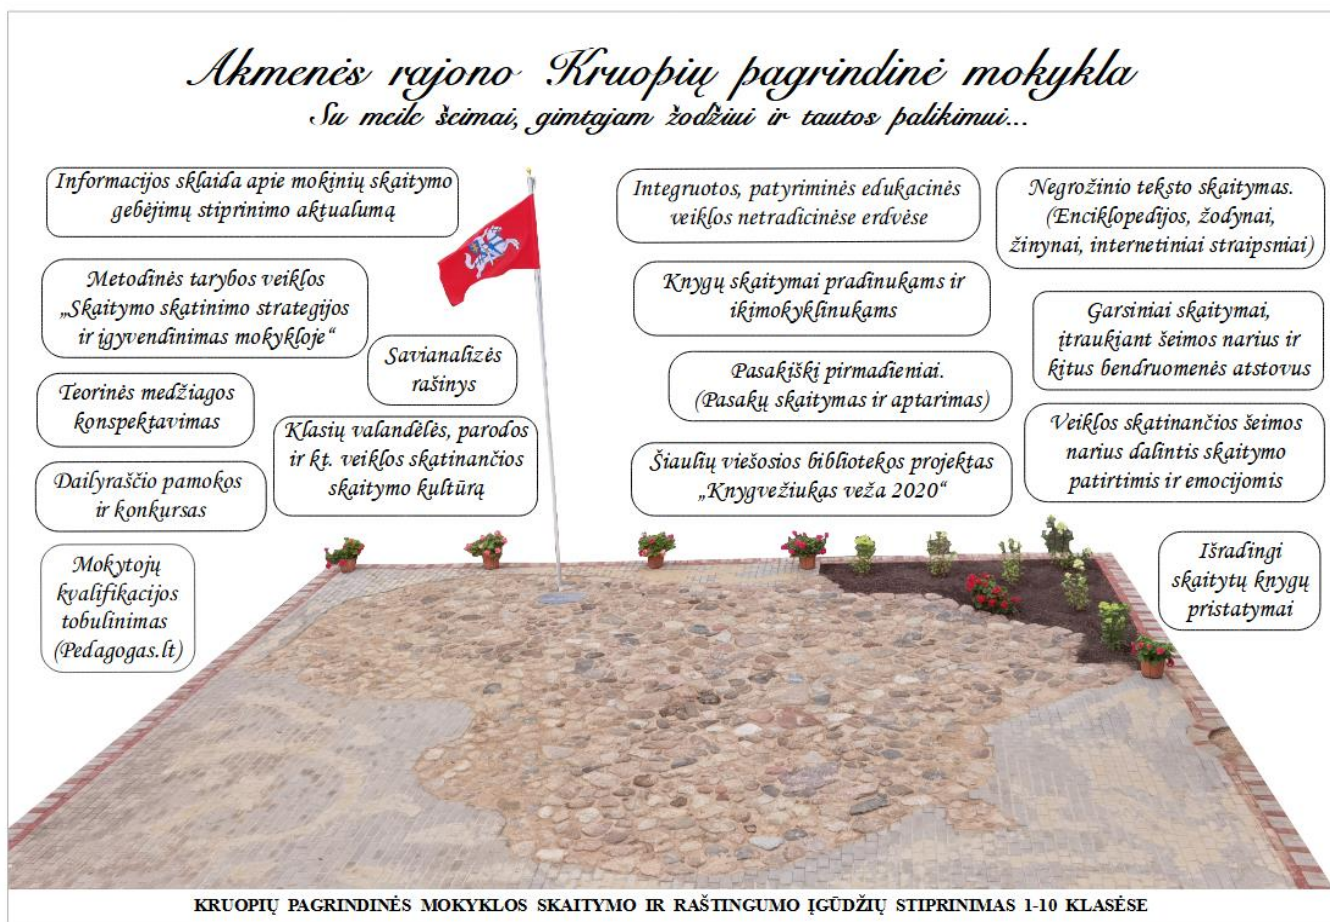 Akmenės rajono Kruopių pagrindinė mokykla
Su meile šeimai, gimtajam žodžiui ir tautos palikimui...
Informacijos sklaida apie mokinių skaitymo
gebėjimų stiprinimo aktualumą
Metodinės tarybos veiklos
„Skaitymo skatinimo strategijos
ir įgyvendinimas mokykloje“
Savianalizės
rašinys
Teorinės medžiagos
konspektavimas
Klasių valandėlės, parodos
ir kt. veiklos skatinančios
skaitymo kultūrą
Dailyraščio pamokos
ir konkursas
Mokytojų
kvalifikacijos
tobulinimas
(Pedagogas.lt)
Integruotos, patyriminės edukacinės
veiklos netradicinėse erdvėse
Knygų skaitymai pradinukams ir
ikimokyklinukams
Pasakiški pirmadieniai.
(Pasakų skaitymas ir aptarimas)
Šiaulių viešosios bibliotekos projektas
„Knygvežiukas veža 2020“
Negrožinio teksto skaitymas.
(Enciklopedijos, žodynai,
žinynai, internetiniai straipsniai)
Garsiniai skaitymai,
įtraukiant šeimos narius ir
kitus bendruomenės atstovus
Veiklos skatinančios šeimos
narius dalintis skaitymo
patirtimis ir emocijomis
Išradingi
skaitytų knygų
pristatymai
KRUOPIŲ PAGRINDINĖS MOKYKLOS SKAITYMO IR RAŠTINGUMO ĮGŪDŽIŲ STIPRINIMAS 1-10 KLASĖSE